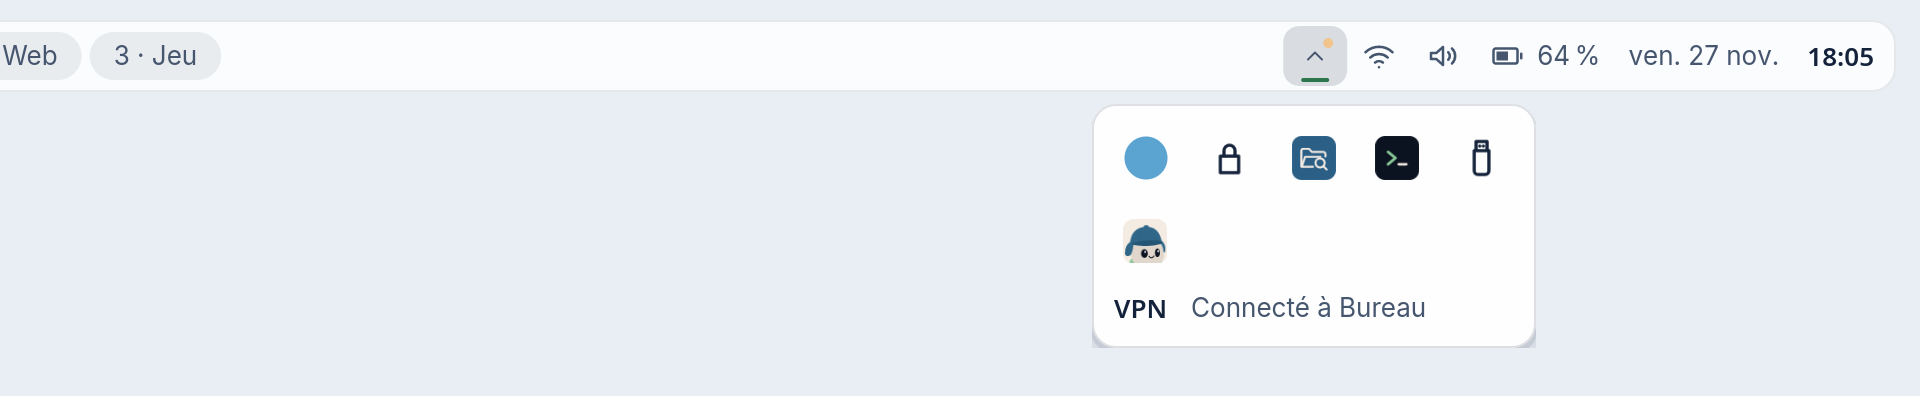 Web 3 · Jeu 64 % ven. 27 nov. 18:05
VPN Connecté à Bureau